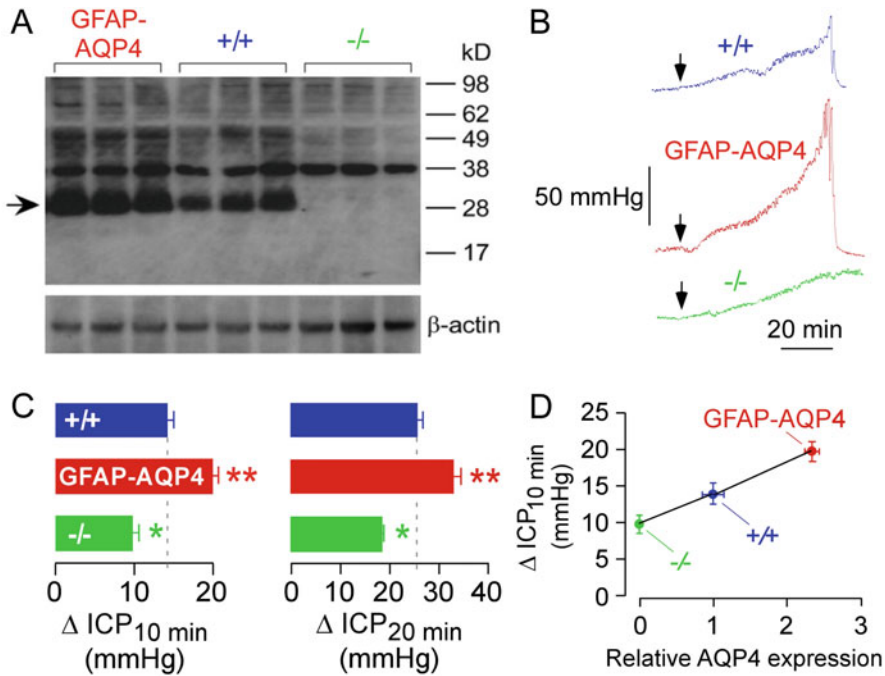 A
GFAP-
AQP4
+/+
-/-
kD
98
62
49
38
28
17
β-actin
B
+/+
GFAP-AQP4
50 mmHg
-/-
20 min
C
+/+
GFAP-AQP4
**
-/-
*
0 10 20
Δ ICP10 min
(mmHg)
**
*
0 10 20 30 40
Δ ICP20 min
(mmHg)
D
25
20
15
10
5
0
Δ ICP10 min
(mmHg)
GFAP-AQP4
+/+
-/-
0 1 2 3
Relative AQP4 expression